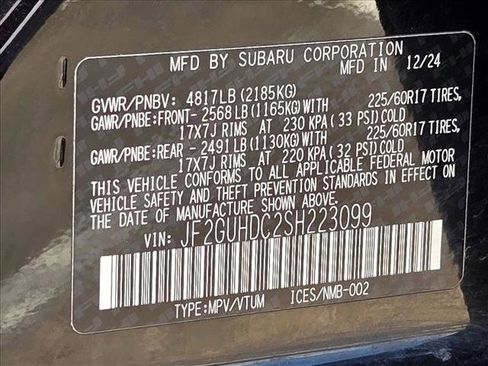 MFD BY SUBARU CORPORATION
MFD. IN 12/24
GVWR/PNBV: 4817LB (2185KG)
GAWR/PNBE:FRONT- 2568 LB (1165KG)WITH 225/60R17 TIRES,
17X7J RIMS AT 230 KPA (33 PSI)COLD
GAWR/PNBE:REAR - 2491 LB (1130KG)WITH 225/60R17 TIRES,
17X7J RIMS AT 220 KPA (32 PSI)COLD
THIS VEHICLE CONFORMS TO ALL APPLICABLE FEDERAL MOTOR
VEHICLE SAFETY AND THEFT PREVENTION STANDARDS IN EFFECT ON
THE DATE OF MANUFACTURE SHOWN ABOVE.
VIN: JF2GUHDC2SH223099
TYPE:MPV/VTUM ICES/NMB-002